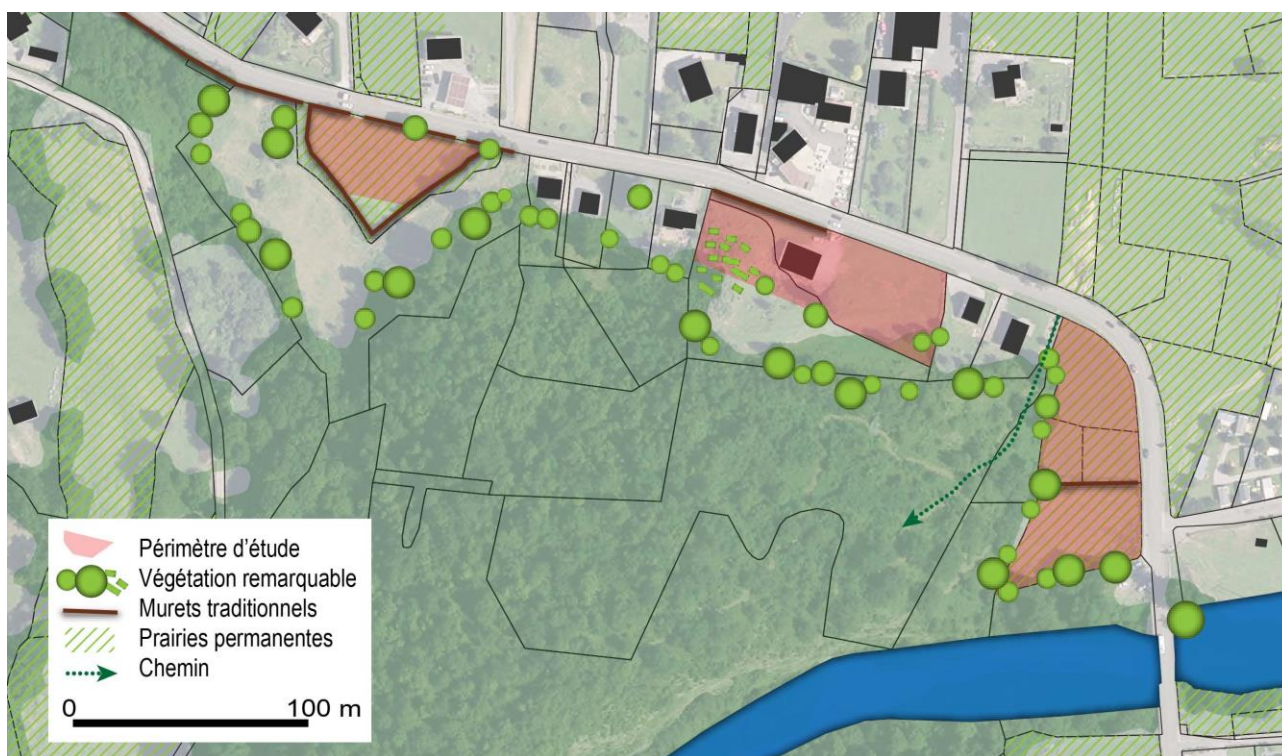 Périmètre d'étude
Végétation remarquable
Murets traditionnels
Prairies permanentes
Chemin
0 100 m